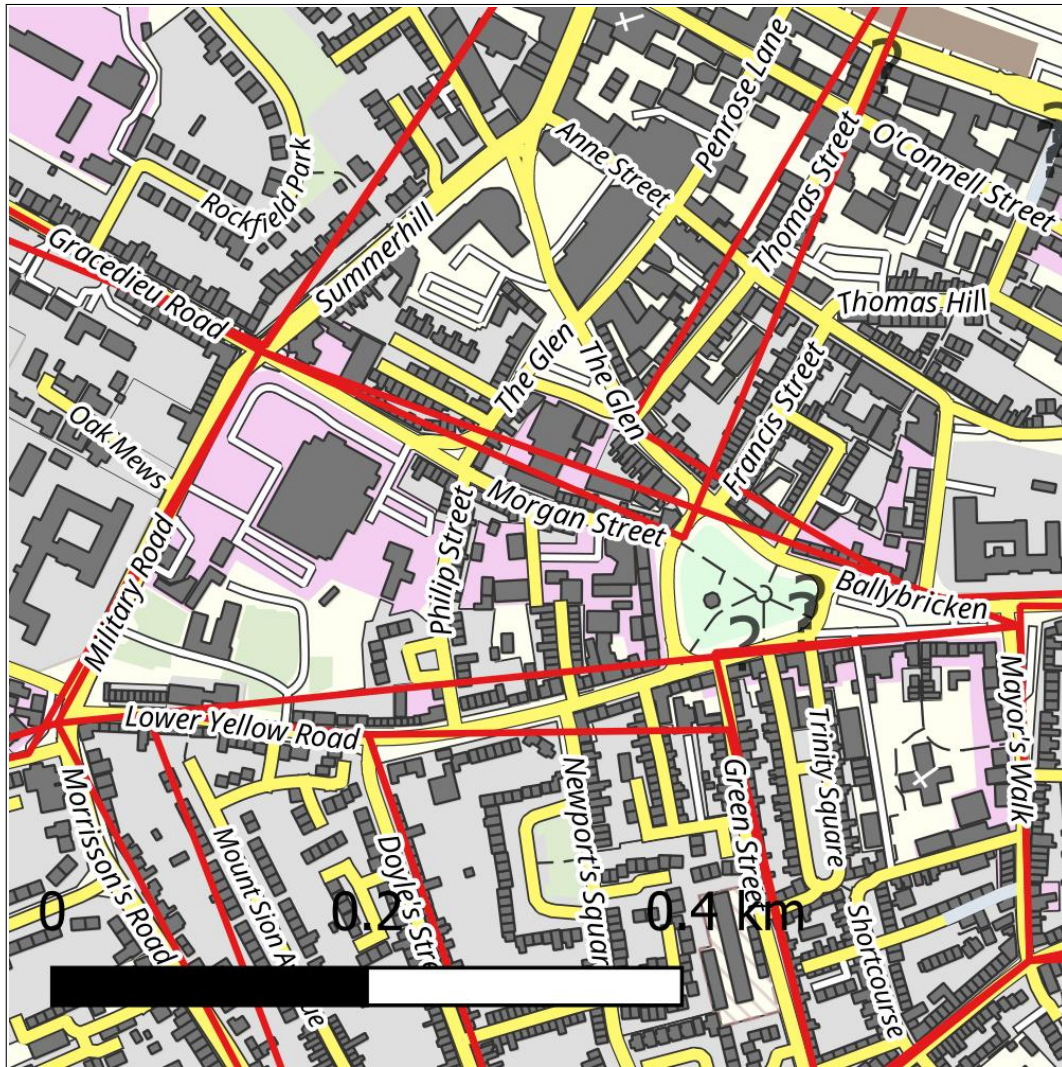 Penrose Lane
Anne Street
O'Connell Street
Rockfield Park
Thomas Street
Summerhill
Gracedieu Road
Thomas Hill
The Glen
The Glen
Oak Mews
Francis Street
Morgan Street
Philip Street
Military Road
Ballybricken
Lower Yellow Road
Mayor's Walk
Trinity Square
Newport's Square
Green Street
Morrisson's Road
Mount Sion A ue
Doyle's Stre
Shortcourse
0 0.2 0.4 km